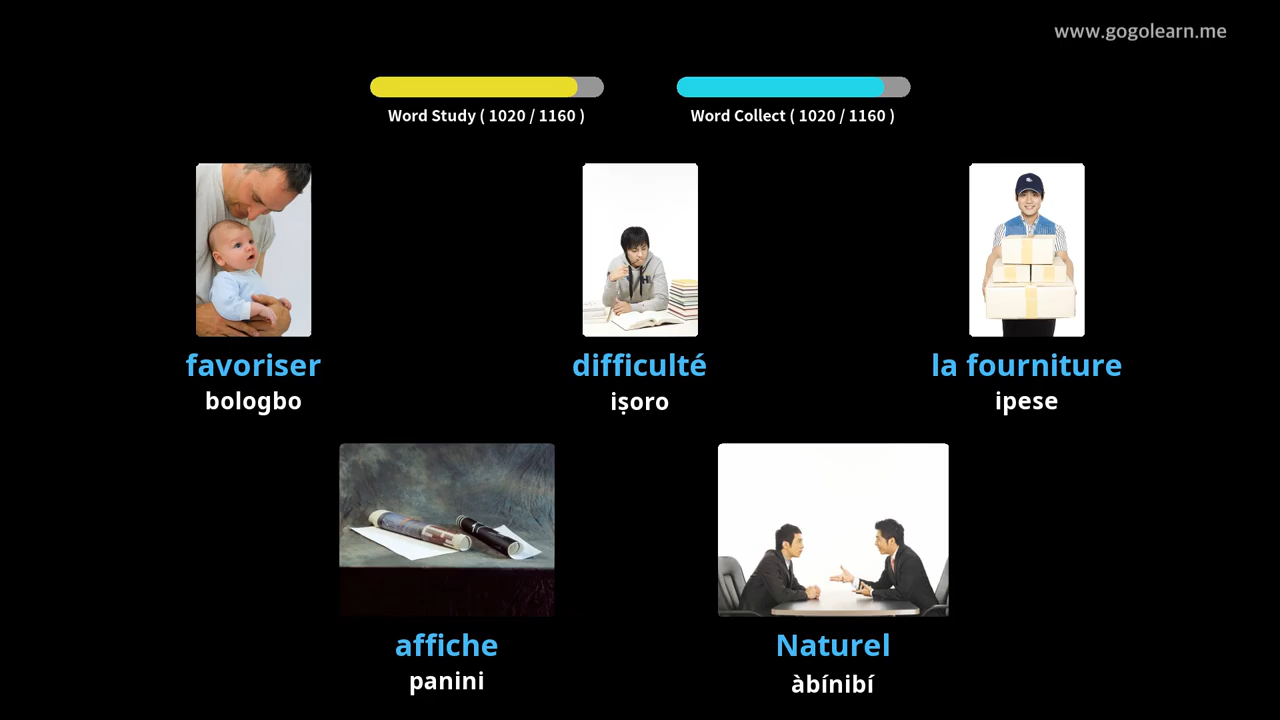 www.gogolearn.me
Word Study ( 1020 / 1160 )
Word Collect ( 1020 / 1160 )
favoriser
bologbo
difficulté
iṣoro
la fourniture
ipese
affiche
panini
Naturel
àbínibí